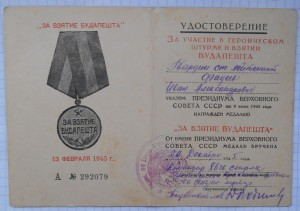 "ЗА ВЗЯТИЕ БУДАПЕШТА"
ЗА ВЗЯТИЕ
БУДАПЕШТА
13 ФЕВРАЛЯ 1945 г.
А № 292079
УДОСТОВЕРЕНИЕ
ЗА УЧАСТИЕ В ГЕРОИЧЕСКОМ
ШТУРМЕ И ВЗЯТИИ
БУДАПЕШТА
Гвардии
Иван Александрович
УКАЗОМ ПРЕЗИДИУМА ВЕРХОВНОГО
СОВЕТА СССР от 9 июня 1945 года
НАГРАЖДЕН МЕДАЛЬЮ
"ЗА ВЗЯТИЕ БУДАПЕШТА"
ОТ ИМЕНИ ПРЕЗИДИУМА ВЕРХОВНОГО
СОВЕТА СССР МЕДАЛЬ ВРУЧЕНА
Командир